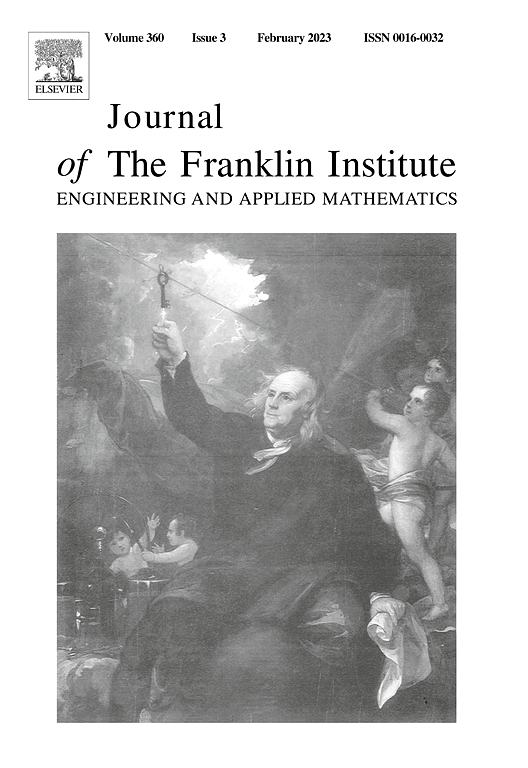 Volume 360 Issue 3 February 2023 ISSN 0016-0032
ELSEVIER
Journal
of The Franklin Institute
ENGINEERING AND APPLIED MATHEMATICS